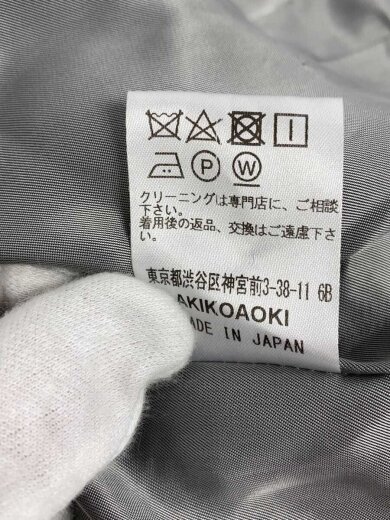 P W
クリーニングは専門店に、ご相談
下さい。
着用後の返品、交換はご遠慮下さ
い。
東京都渋谷区神宮前3-38-11 6B
AKIKOAOKI
MADE IN JAPAN